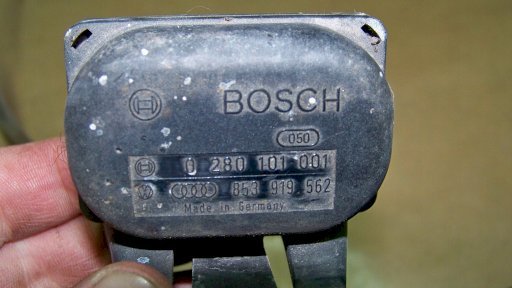 BOSCH
050
0 280 101 001
853 919 562
Made in Germany